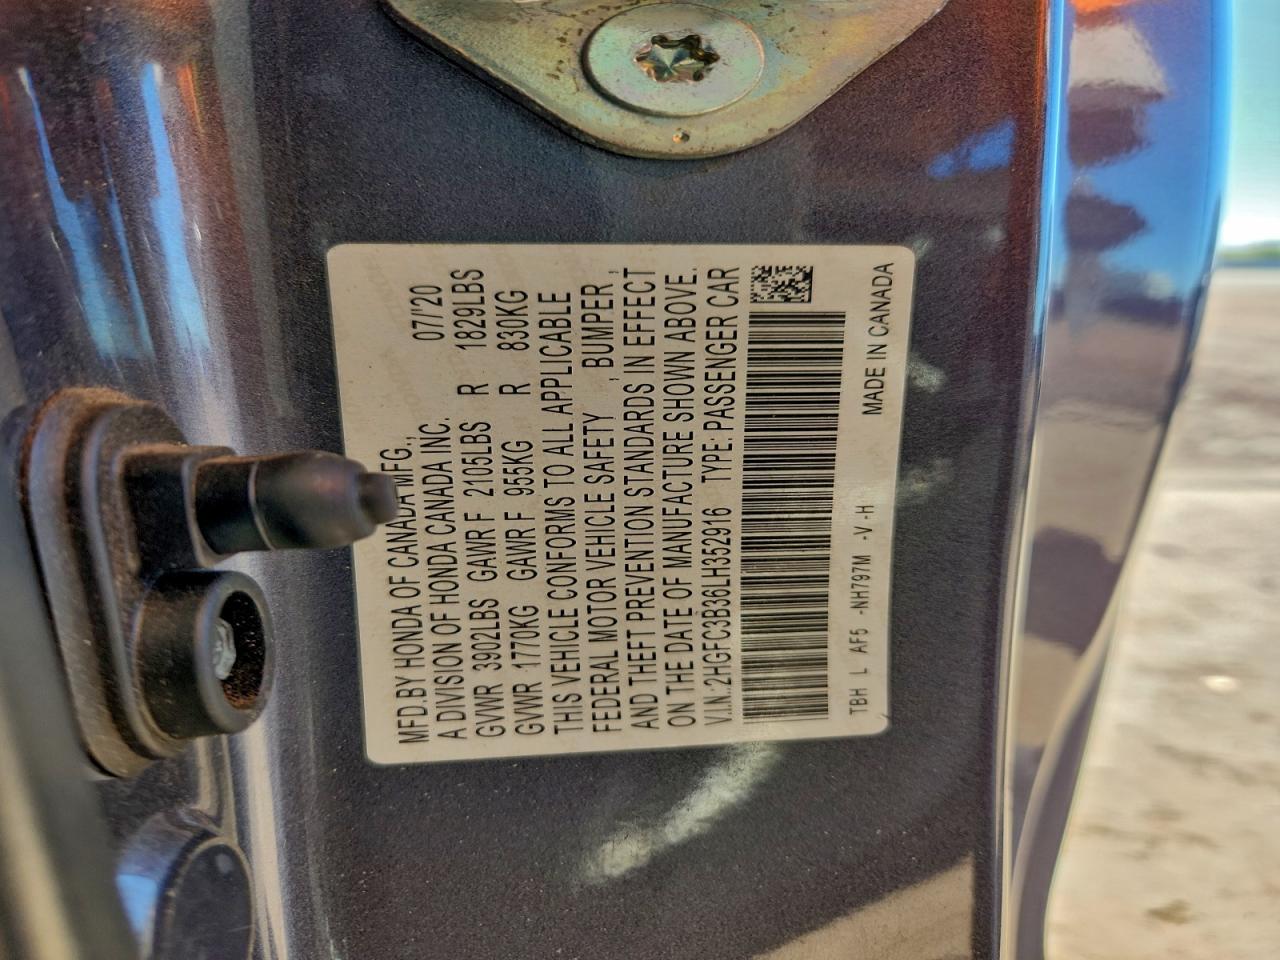 MFD.BY HONDA OF CANADA MFG.,
A DIVISION OF HONDA CANADA INC. 07/'20
GVWR 3902LBS GAWR F 2105LBS R 1829LBS
GVWR 1770KG GAWR F 955KG R 830KG
THIS VEHICLE CONFORMS TO ALL APPLICABLE
FEDERAL MOTOR VEHICLE SAFETY , BUMPER ,
AND THEFT PREVENTION STANDARDS IN EFFECT
ON THE DATE OF MANUFACTURE SHOWN ABOVE.
V.I.N.:2HGFC3B36LH352916 TYPE: PASSENGER CAR
TBH L AF5 -NH797M -V -H MADE IN CANADA